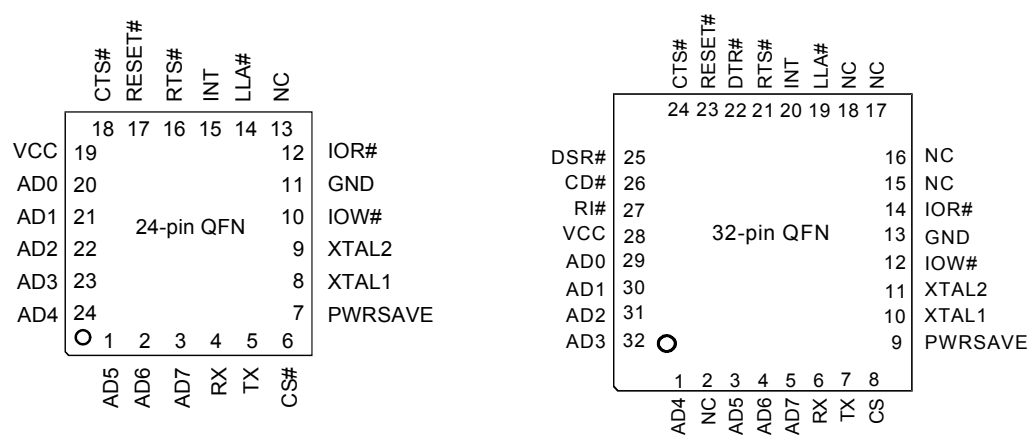 CTS#
RESET#
RTS#
INT
LLA#
NC
18 17 16 15 14 13
VCC 19
AD0 20
AD1 21
AD2 22
AD3 23
AD4 24
24-pin QFN
12 IOR#
11 GND
10 IOW#
9 XTAL2
8 XTAL1
7 PWRSAVE
1 2 3 4 5 6
AD5
AD6
AD7
RX
TX
CS#
CTS#
RESET#
DTR#
RTS#
INT
LLA#
NC
NC
24 23 22 21 20 19 18 17
DSR# 25
CD# 26
RI# 27
VCC 28
AD0 29
AD1 30
AD2 31
AD3 32
32-pin QFN
16 NC
15 NC
14 IOR#
13 GND
12 IOW#
11 XTAL2
10 XTAL1
9 PWRSAVE
1 2 3 4 5 6 7 8
AD4
NC
AD5
AD6
AD7
RX
TX
CS